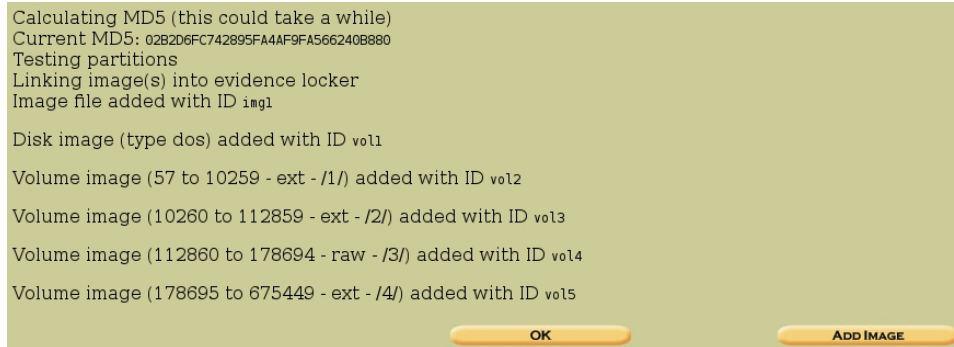 Calculating MD5 (this could take a while)
Current MD5: 02B2D6FC742895FA4AF9FA566240B880
Testing partitions
Linking image(s) into evidence locker
Image file added with ID img1
Disk image (type dos) added with ID vol1
Volume image (57 to 10259 - ext - /1/) added with ID vol2
Volume image (10260 to 112859 - ext - /2/) added with ID vol3
Volume image (112860 to 178694 - raw - /3/) added with ID vol4
Volume image (178695 to 675449 - ext - /4/) added with ID vol5
OK ADD IMAGE